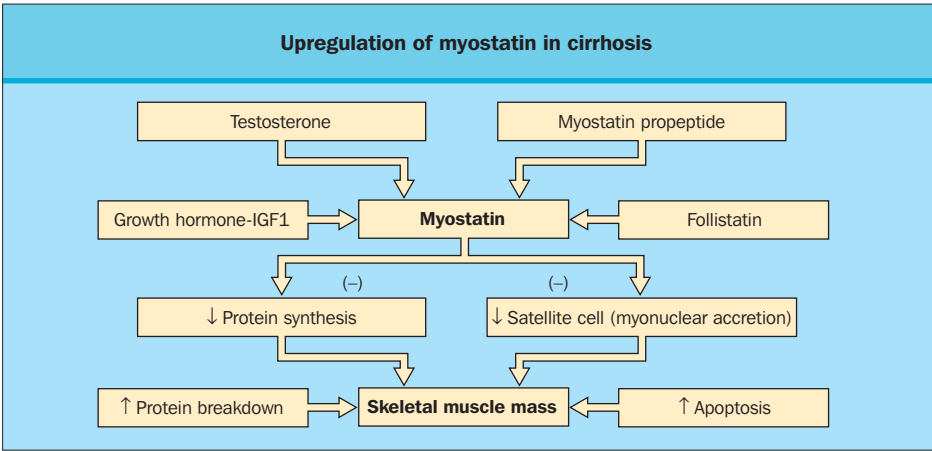 Upregulation of myostatin in cirrhosis
Testosterone
Myostatin propeptide
Growth hormone-IGF1
Myostatin
Follistatin
(–)
(–)
↓ Protein synthesis
↓ Satellite cell (myonuclear accretion)
↑ Protein breakdown
Skeletal muscle mass
↑ Apoptosis